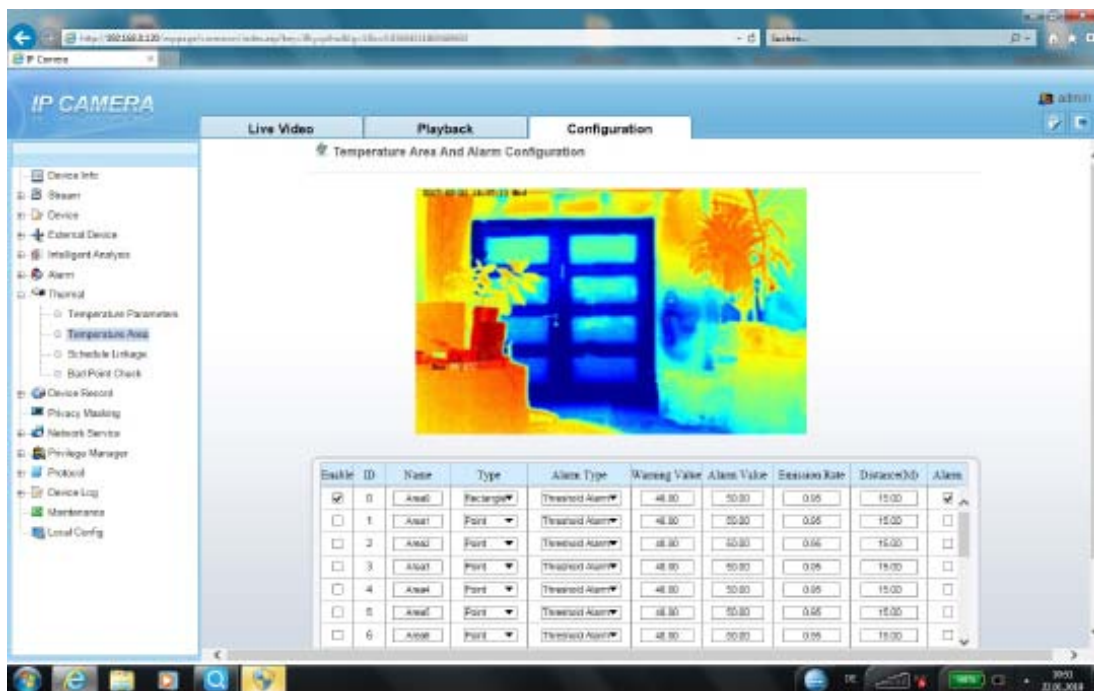 IP Camera
IP CAMERA
admin
Live Video
Playback
Configuration
Temperature Area And Alarm Configuration
Device Info
Stream
Device
External Device
Intelligent Analysis
Alarm
Thermal
Temperature Parameters
Temperature Area
Schedule Linkage
Bad Point Check
Device Record
Privacy Masking
Network Service
Privilege Manager
Protocol
Device Log
Maintenance
Local Config
Enable ID Name Type Alarm Type Warning Value Alarm Value Emission Rate Distance(M) Alarm
0 Area0 Rectangle Threshold Alarm 48.00 50.00 0.95 15.00
1 Area1 Point Threshold Alarm 48.00 50.00 0.95 15.00
2 Area2 Point Threshold Alarm 48.00 50.00 0.95 15.00
3 Area3 Point Threshold Alarm 48.00 50.00 0.95 15.00
4 Area4 Point Threshold Alarm 48.00 50.00 0.95 15.00
5 Area5 Point Threshold Alarm 48.00 50.00 0.95 15.00
6 Area6 Point Threshold Alarm 48.00 50.00 0.95 15.00
DE